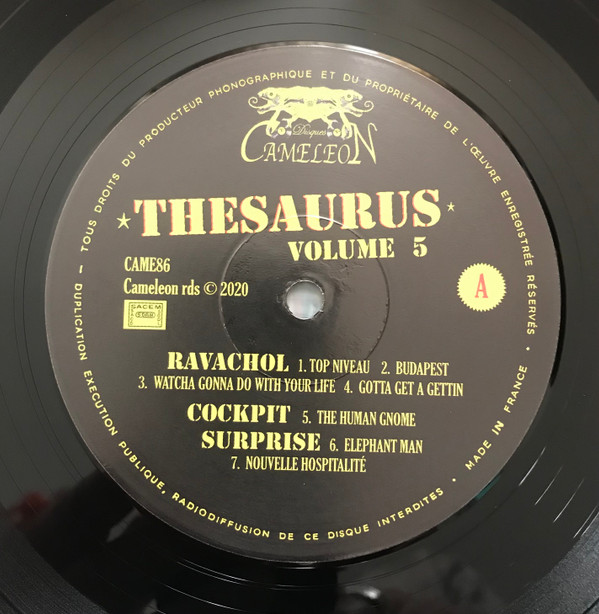 TOUS DROITS DU PRODUCTEUR PHONOGRAPHIQUE ET DU PROPRIÉTAIRE DE L'ŒUVRE ENREGISTRÉE RÉSERVÉS •
Disques
CAMELEON
THESAURUS
VOLUME 5
CAME86
Cameleon rds © 2020
SACEM
A
RAVACHOL 1. TOP NIVEAU 2. BUDAPEST
3. WATCHA GONNA DO WITH YOUR LIFE 4. GOTTA GET A GETTIN
COCKPIT 5. THE HUMAN GNOME
SURPRISE 6. ELEPHANT MAN
7. NOUVELLE HOSPITALITÉ
– DUPLICATION EXECUTION PUBLIQUE, RADIODIFFUSION DE CE DISQUE INTERDITES • MADE IN FRANCE •